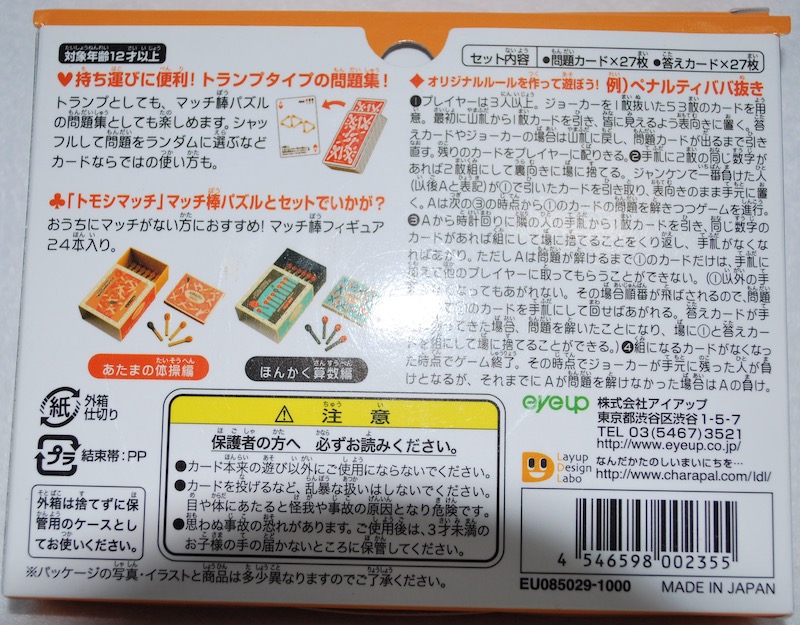 対象年齢12才以上
セット内容 ●問題カード×27枚 ●答えカード×27枚
♥持ち運びに便利!トランプタイプの問題集!
トランプとしても、マッチ棒パズル
の問題集としても楽しめます。シャッ
フルして問題をランダムに選ぶなど
カードならではの使い方も。
♣「トモシマッチ」マッチ棒パズルとセットでいかが?
おうちにマッチがない方におすすめ!マッチ棒フィギュア
24本入り。
あたまの体操編
ほんかく算数編
◆オリジナルルールを作って遊ぼう!例)ペナルティババ抜き
❶プレイヤーは3人以上。ジョーカーを1枚抜いた53枚のカードを用
意。最初に山札から1枚カードを引き、皆に見えるよう表向きに置く。答
えカードやジョーカーの場合は山札に戻し、問題カードが出るまで引き
直す。残りのカードをプレイヤーに配りきる。❷手札に2枚の同じ数字が
あれば2枚組にして裏向きに場に捨てる。ジャンケンで一番負けた人
(以後Aと表記)が①で引いたカードを引き取り、表向きのまま手元に置
く。Aは次の③の時点から①のカードの問題を解きつつゲームを進行。
❸Aから時計回りに隣の人の手札から1枚カードを引き、同じ数字の
カードがあれば組にして場に捨てることをくり返し、手札がなくな
ればあがり。ただしAは問題が解けるまで①のカードだけは、手札に
加えて他のプレイヤーに取ってもらうことができない。(①以外の手
なくなってもあがれない。その場合順番が飛ばされるので、問題
のカードを手札にして回せばあがれる。答えカードが手
ってきた場合、問題を解いたことになり、場に①と答えカー
ドを組にして場に捨てることができる。)❹組になるカードがなくなっ
た時点でゲーム終了。その時点でジョーカーが手元に残った人が負
けとなるが、それまでにAが問題を解けなかった場合はAの負け。
紙 外箱
仕切り
プラ 結束帯:PP
外箱は捨てずに保
管用のケースとし
てお使いください。
⚠ 注意
保護者の方へ 必ずお読みください。
●カード本来の遊び以外にご使用にならないでください。
●カードを投げるなど、乱暴な扱いはしないでください。
目や体にあたると怪我や事故の原因となり危険です。
●思わぬ事故の恐れがあります。ご使用後は、3才未満の
お子様の手の届かないところに保管してください。
※パッケージの写真・イラストと商品は多少異なりますのでご了承ください。
eyeup 株式会社アイアップ
東京都渋谷区渋谷1-5-7
TEL 03(5467)3521
http://www.eyeup.co.jp/
Layup
Design
Labo
なんだかたのしいまいにちを…
http://www.charapal.com/ldl/
4 546598 002355
EU085029-1000 MADE IN JAPAN